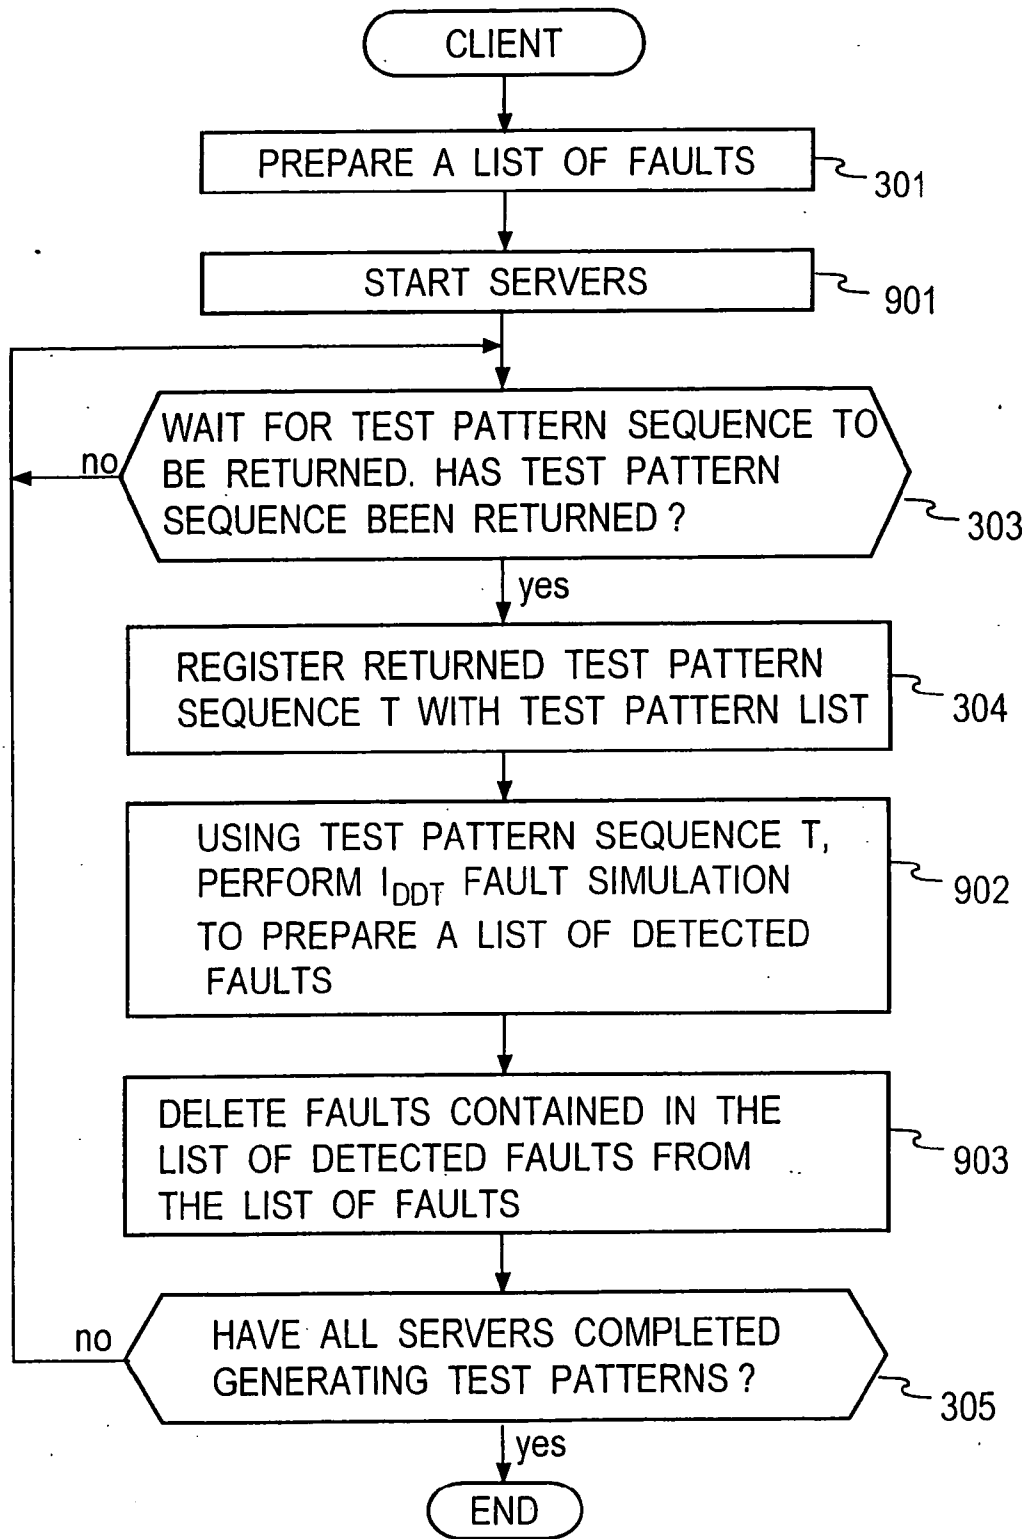 CLIENT
PREPARE A LIST OF FAULTS
301
START SERVERS
901
WAIT FOR TEST PATTERN SEQUENCE TO
BE RETURNED. HAS TEST PATTERN
SEQUENCE BEEN RETURNED ?
no
303
yes
REGISTER RETURNED TEST PATTERN
SEQUENCE T WITH TEST PATTERN LIST
304
USING TEST PATTERN SEQUENCE T,
PERFORM IDDT FAULT SIMULATION
TO PREPARE A LIST OF DETECTED
FAULTS
902
DELETE FAULTS CONTAINED IN THE
LIST OF DETECTED FAULTS FROM
THE LIST OF FAULTS
903
no
HAVE ALL SERVERS COMPLETED
GENERATING TEST PATTERNS ?
305
yes
END